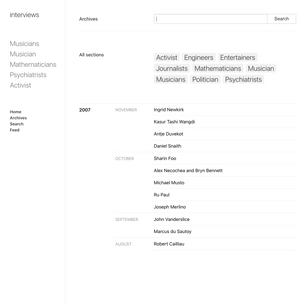 interviews
Musicians
Musician
Mathematicians
Psychiatrists
Activist
Home
Archives
Search
Feed
Archives
Search
All sections
Activist Engineers Entertainers
Journalists Mathematicians Musician
Musicians Politician Psychiatrists
2007
NOVEMBER
Ingrid Newkirk
Kasur Tashi Wangdi
Antje Duvekot
Daniel Snaith
OCTOBER
Sharin Foo
Alex Necochea and Bryn Bennett
Michael Musto
Ru Paul
Joseph Merlino
SEPTEMBER
John Vanderslice
Marcus du Sautoy
AUGUST
Robert Cailliau